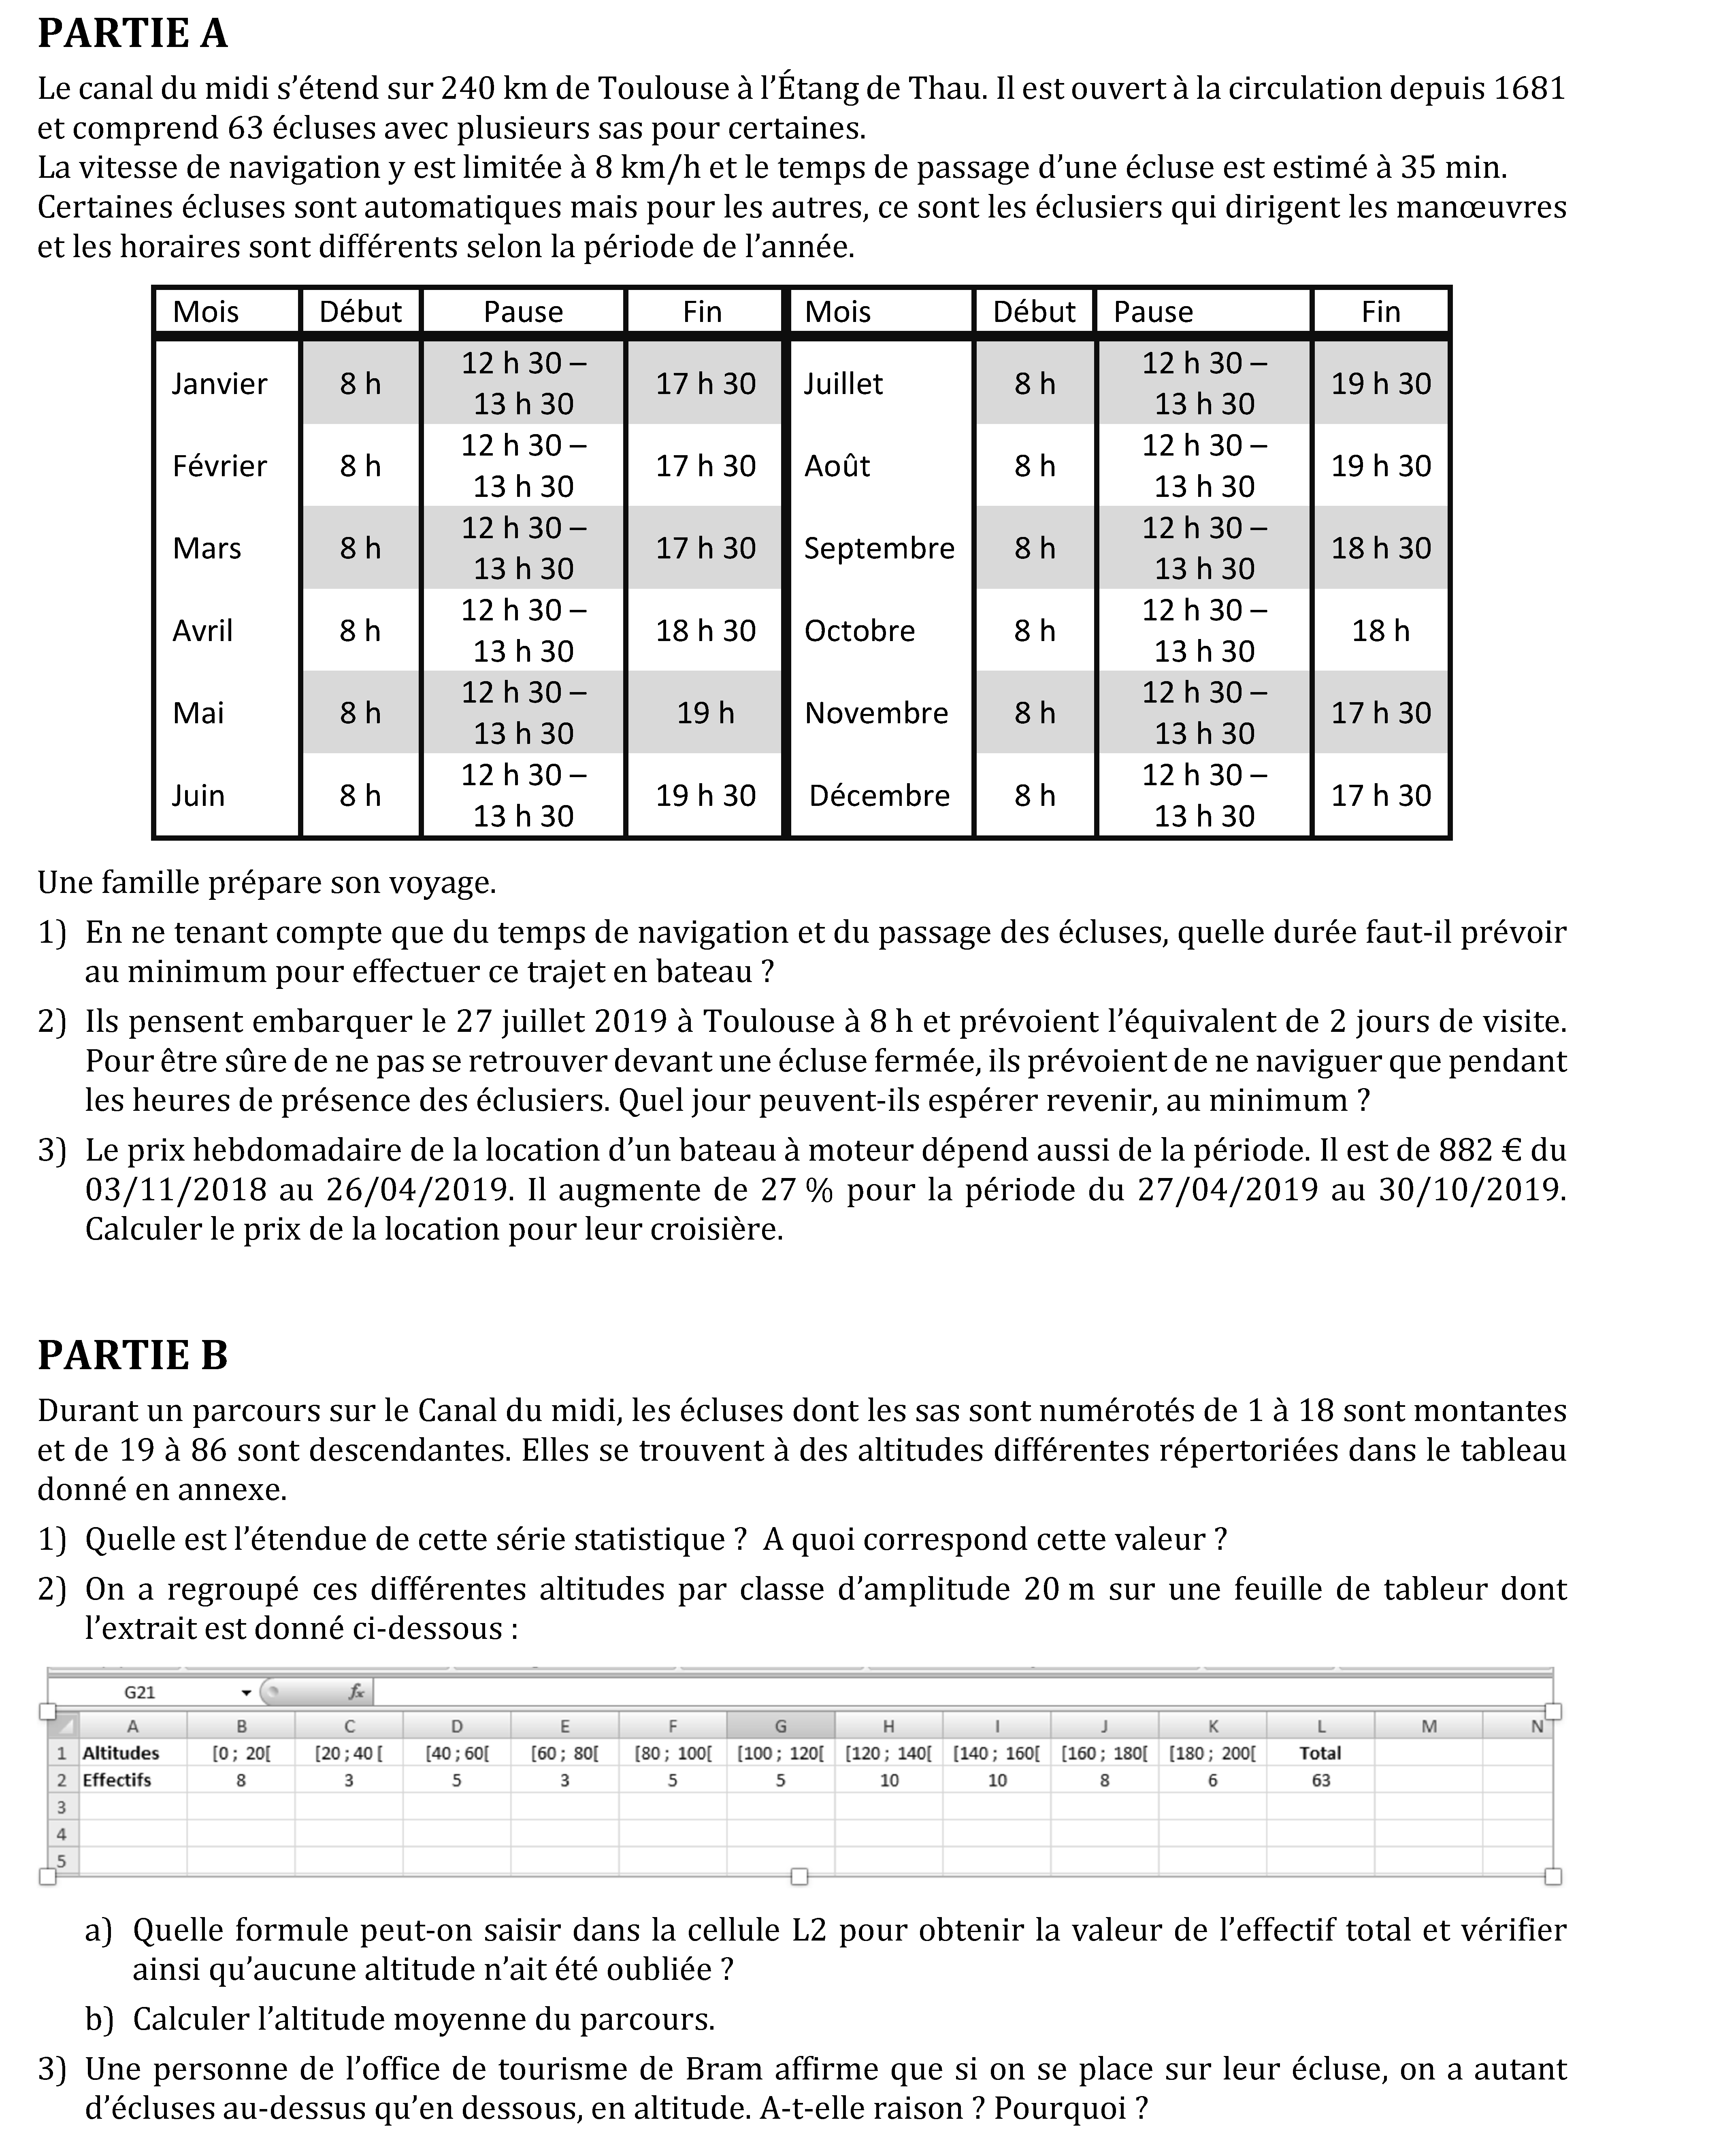 PARTIE A
Le canal du midi s’étend sur 240 km de Toulouse à l’Étang de Thau. Il est ouvert à la circulation depuis 1681
et comprend 63 écluses avec plusieurs sas pour certaines.
La vitesse de navigation y est limitée à 8 km/h et le temps de passage d’une écluse est estimé à 35 min.
Certaines écluses sont automatiques mais pour les autres, ce sont les éclusiers qui dirigent les manœuvres
et les horaires sont différents selon la période de l’année.
Mois Début Pause Fin Mois Début Pause Fin
Janvier 8 h 12 h 30 – 13 h 30 17 h 30 Juillet 8 h 12 h 30 – 13 h 30 19 h 30
Février 8 h 12 h 30 – 13 h 30 17 h 30 Août 8 h 12 h 30 – 13 h 30 19 h 30
Mars 8 h 12 h 30 – 13 h 30 17 h 30 Septembre 8 h 12 h 30 – 13 h 30 18 h 30
Avril 8 h 12 h 30 – 13 h 30 18 h 30 Octobre 8 h 12 h 30 – 13 h 30 18 h
Mai 8 h 12 h 30 – 13 h 30 19 h Novembre 8 h 12 h 30 – 13 h 30 17 h 30
Juin 8 h 12 h 30 – 13 h 30 19 h 30 Décembre 8 h 12 h 30 – 13 h 30 17 h 30
Une famille prépare son voyage.
1) En ne tenant compte que du temps de navigation et du passage des écluses, quelle durée faut-il prévoir
au minimum pour effectuer ce trajet en bateau ?
2) Ils pensent embarquer le 27 juillet 2019 à Toulouse à 8 h et prévoient l’équivalent de 2 jours de visite.
Pour être sûre de ne pas se retrouver devant une écluse fermée, ils prévoient de ne naviguer que pendant
les heures de présence des éclusiers. Quel jour peuvent-ils espérer revenir, au minimum ?
3) Le prix hebdomadaire de la location d’un bateau à moteur dépend aussi de la période. Il est de 882 € du
03/11/2018 au 26/04/2019. Il augmente de 27 % pour la période du 27/04/2019 au 30/10/2019.
Calculer le prix de la location pour leur croisière.
PARTIE B
Durant un parcours sur le Canal du midi, les écluses dont les sas sont numérotés de 1 à 18 sont montantes
et de 19 à 86 sont descendantes. Elles se trouvent à des altitudes différentes répertoriées dans le tableau
donné en annexe.
1) Quelle est l’étendue de cette série statistique ? A quoi correspond cette valeur ?
2) On a regroupé ces différentes altitudes par classe d’amplitude 20 m sur une feuille de tableur dont
l’extrait est donné ci-dessous :
G21 fx
A B C D E F G H I J K L M N
1 Altitudes [0 ; 20[ [20 ;40 [ [40 ; 60[ [60 ; 80[ [80 ; 100[ [100 ; 120[ [120 ; 140[ [140 ; 160[ [160 ; 180[ [180 ; 200[ Total
2 Effectifs 8 3 5 3 5 5 10 10 8 6 63
3
4
5
a) Quelle formule peut-on saisir dans la cellule L2 pour obtenir la valeur de l’effectif total et vérifier
ainsi qu’aucune altitude n’ait été oubliée ?
b) Calculer l’altitude moyenne du parcours.
3) Une personne de l’office de tourisme de Bram affirme que si on se place sur leur écluse, on a autant
d’écluses au-dessus qu’en dessous, en altitude. A-t-elle raison ? Pourquoi ?